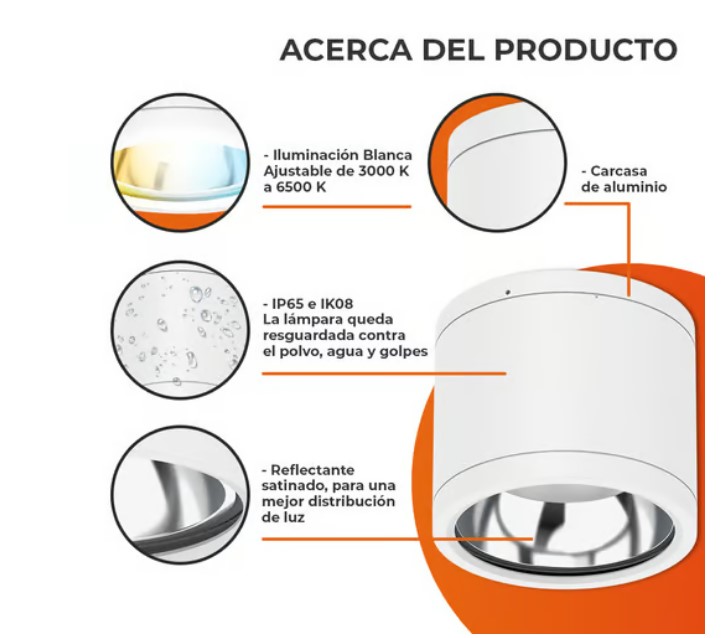 ACERCA DEL PRODUCTO
- Iluminación Blanca
Ajustable de 3000 K
a 6500 K
- Carcasa
de aluminio
- IP65 e IK08
La lámpara queda
resguardada contra
el polvo, agua y golpes
- Reflectante
satinado, para una
mejor distribución
de luz